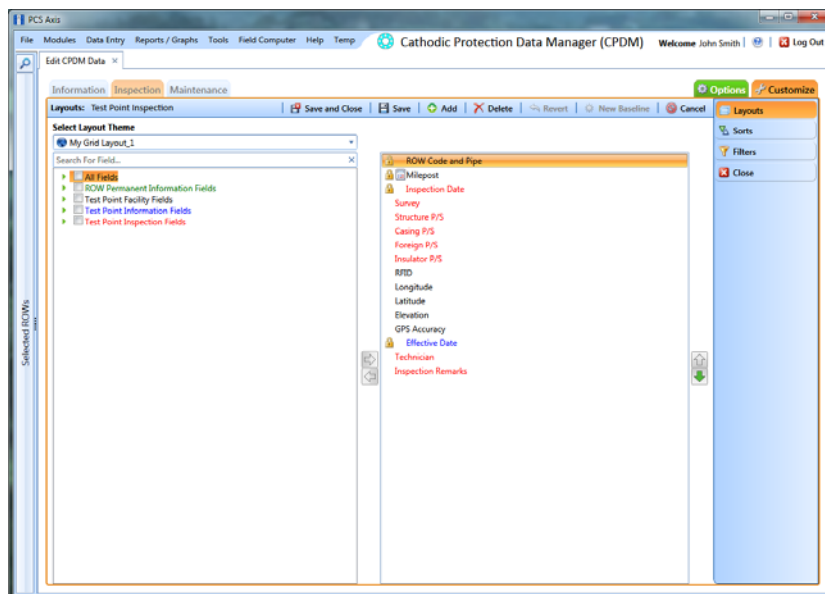 PCS Axis
File Modules Data Entry Reports / Graphs Tools Field Computer Help Temp Cathodic Protection Data Manager (CPDM) Welcome John Smith Log Out
Edit CPDM Data
Information Inspection Maintenance Options Customize
Layouts: Test Point Inspection Save and Close Save Add Delete Revert New Baseline Cancel
Layouts
Sorts
Filters
Close
Select Layout Theme
My Grid Layout_1
Search For Field...
All Fields
ROW Permanent Information Fields
Test Point Facility Fields
Test Point Information Fields
Test Point Inspection Fields
ROW Code and Pipe
Milepost
Inspection Date
Survey
Structure P/S
Casing P/S
Foreign P/S
Insulator P/S
RFID
Longitude
Latitude
Elevation
GPS Accuracy
Effective Date
Technician
Inspection Remarks
Selected ROWs